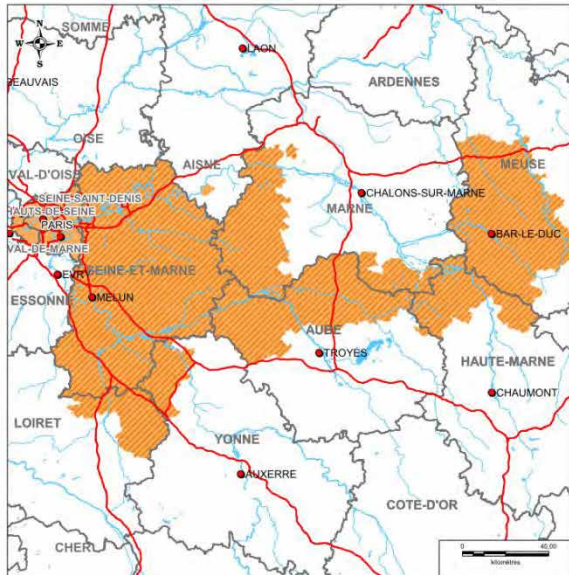 SOMME
N
W E
S
LAON
ARDENNES
BEAUVAIS
OISE
AISNE
MEUSE
VAL-D'OISE
SEINE SAINT-DENIS
HAUTS-DE-SEINE
PARIS
VAL-DE-MARNE
CHALONS-SUR-MARNE
MARNE
BAR-LE-DUC
EVRY
SEINE-ET-MARNE
ESSONNE
MELUN
AUBE
TROYES
HAUTE-MARNE
CHAUMONT
LOIRET
YONNE
AUXERRE
COTE-D'OR
CHER
0 40,00
kilomètres